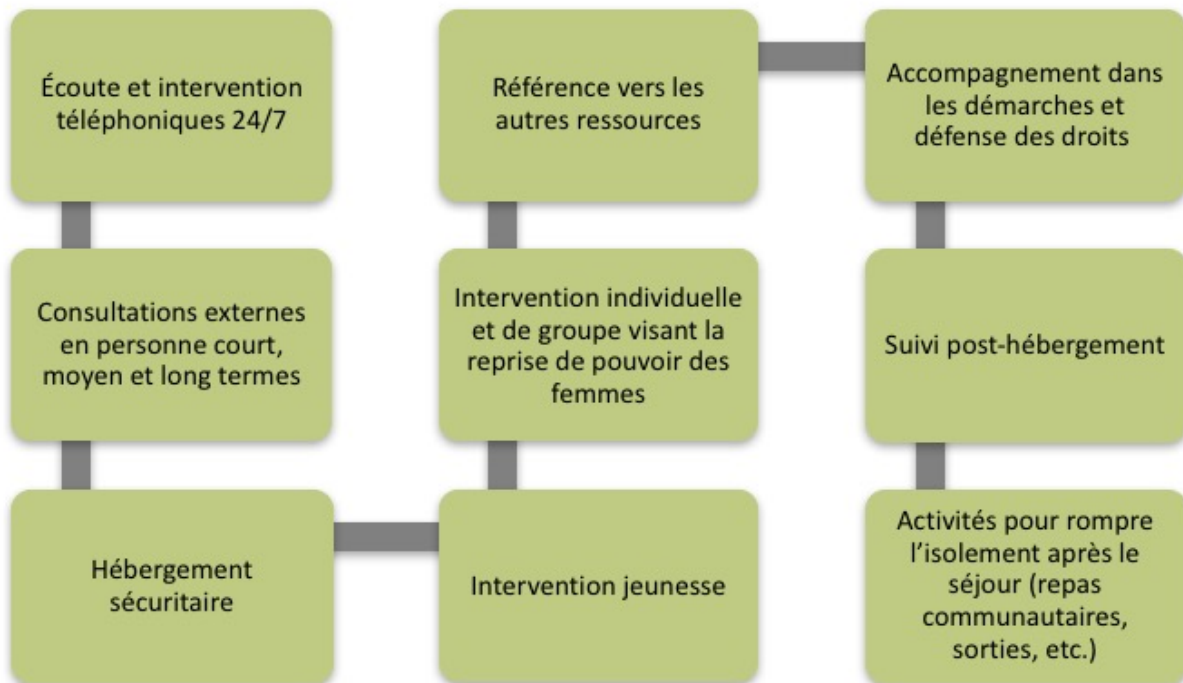 Écoute et intervention
téléphoniques 24/7
Consultations externes
en personne court,
moyen et long termes
Hébergement
sécuritaire
Intervention jeunesse
Intervention individuelle
et de groupe visant la
reprise de pouvoir des
femmes
Référence vers les
autres ressources
Accompagnement dans
les démarches et
défense des droits
Suivi post-hébergement
Activités pour rompre
l’isolement après le
séjour (repas
communautaires,
sorties, etc.)